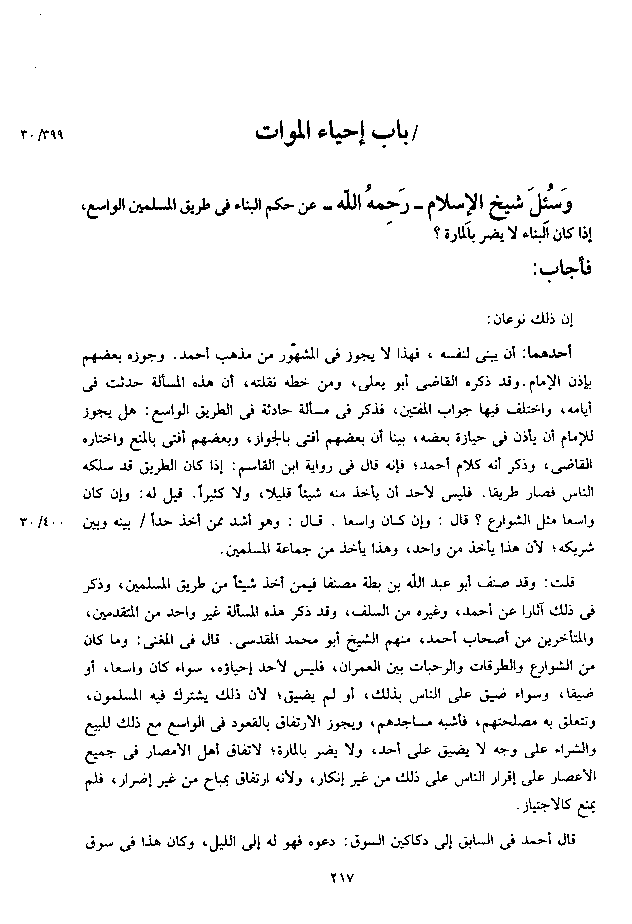 / باب إحياء الموات ٣٠/٣٩٩
وَسُئلَ شيخ الإسلام ـ رَحِمهُ اللّه ـ عن حكم البناء فى طريق المسلمين الواسع،
إذا كان البناء لا يضر بالمارة ؟
فأجاب:
إن ذلك نوعان:
أحدهما: أن يبنى لنفسه ، فهذا لا يجوز فى المشهور من مذهب أحمد. وجوزه بعضهم
بإذن الإمام. وقد ذكره القاضى أبو يعلى، ومن خطه نقلته، أن هذه المسألة حدثت فى
أيامه، واختلف فيها جواب المفتين، فذكر فى مسألة حادثة فى الطريق الواسع: هل يجوز
للإمام أن يأذن فى حيازة بعضه، بينا أن بعضهم أفتى بالجواز، وبعضهم أفتى بالمنع واختاره
القاضى، وذكر أنه كلام أحمد؛ فإنه قال فى رواية ابن القاسم: إذا كان الطريق قد سلكه
الناس فصار طريقا. فليس لأحد أن يأخذ منه شيئاً قليلا، ولا كثيراً. قيل له: وإن كان
واسعا مثل الشوارع ؟ قال : وإن كان واسعا . قال : وهو أشد ممن أخذ حداً / بينه وبين ٣٠/٤٠٠
شريكه؛ لأن هذا يأخذ من واحد، وهذا يأخذ من جماعة المسلمين.
قلت: وقد صنف أبو عبد اللّه بن بطة مصنفا فيمن أخذ شيئاً من طريق المسلمين، وذكر
فى ذلك آثارا عن أحمد، وغيره من السلف، وقد ذكر هذه المسألة غير واحد من المتقدمين،
والمتأخرين من أصحاب أحمد، منهم الشيخ أبو محمد المقدسى. قال فى المغنى: وما كان
من الشوارع والطرقات والرحبات بين العمران، فليس لأحد إحياؤه، سواء كان واسعا، أو
ضيقا، وسواء ضيق على الناس بذلك، أو لم يضيق؛ لأن ذلك يشترك فيه المسلمون،
وتتعلق به مصلحتهم، فأشبه مساجدهم، ويجوز الارتفاق بالقعود فى الواسع مع ذلك للبيع
والشراء على وجه لا يضيق على أحد، ولا يضر بالمارة؛ لاتفاق أهل الأمصار فى جميع
الأعصار على إقرار الناس على ذلك من غير إنكار، ولأنه ارتفاق بمباح من غير إضرار، فلم
يمنع كالاجتياز.
قال أحمد فى السابق إلى دكاكين السوق: دعوه فهو له إلى الليل، وكان هذا فى سوق
٢١٧